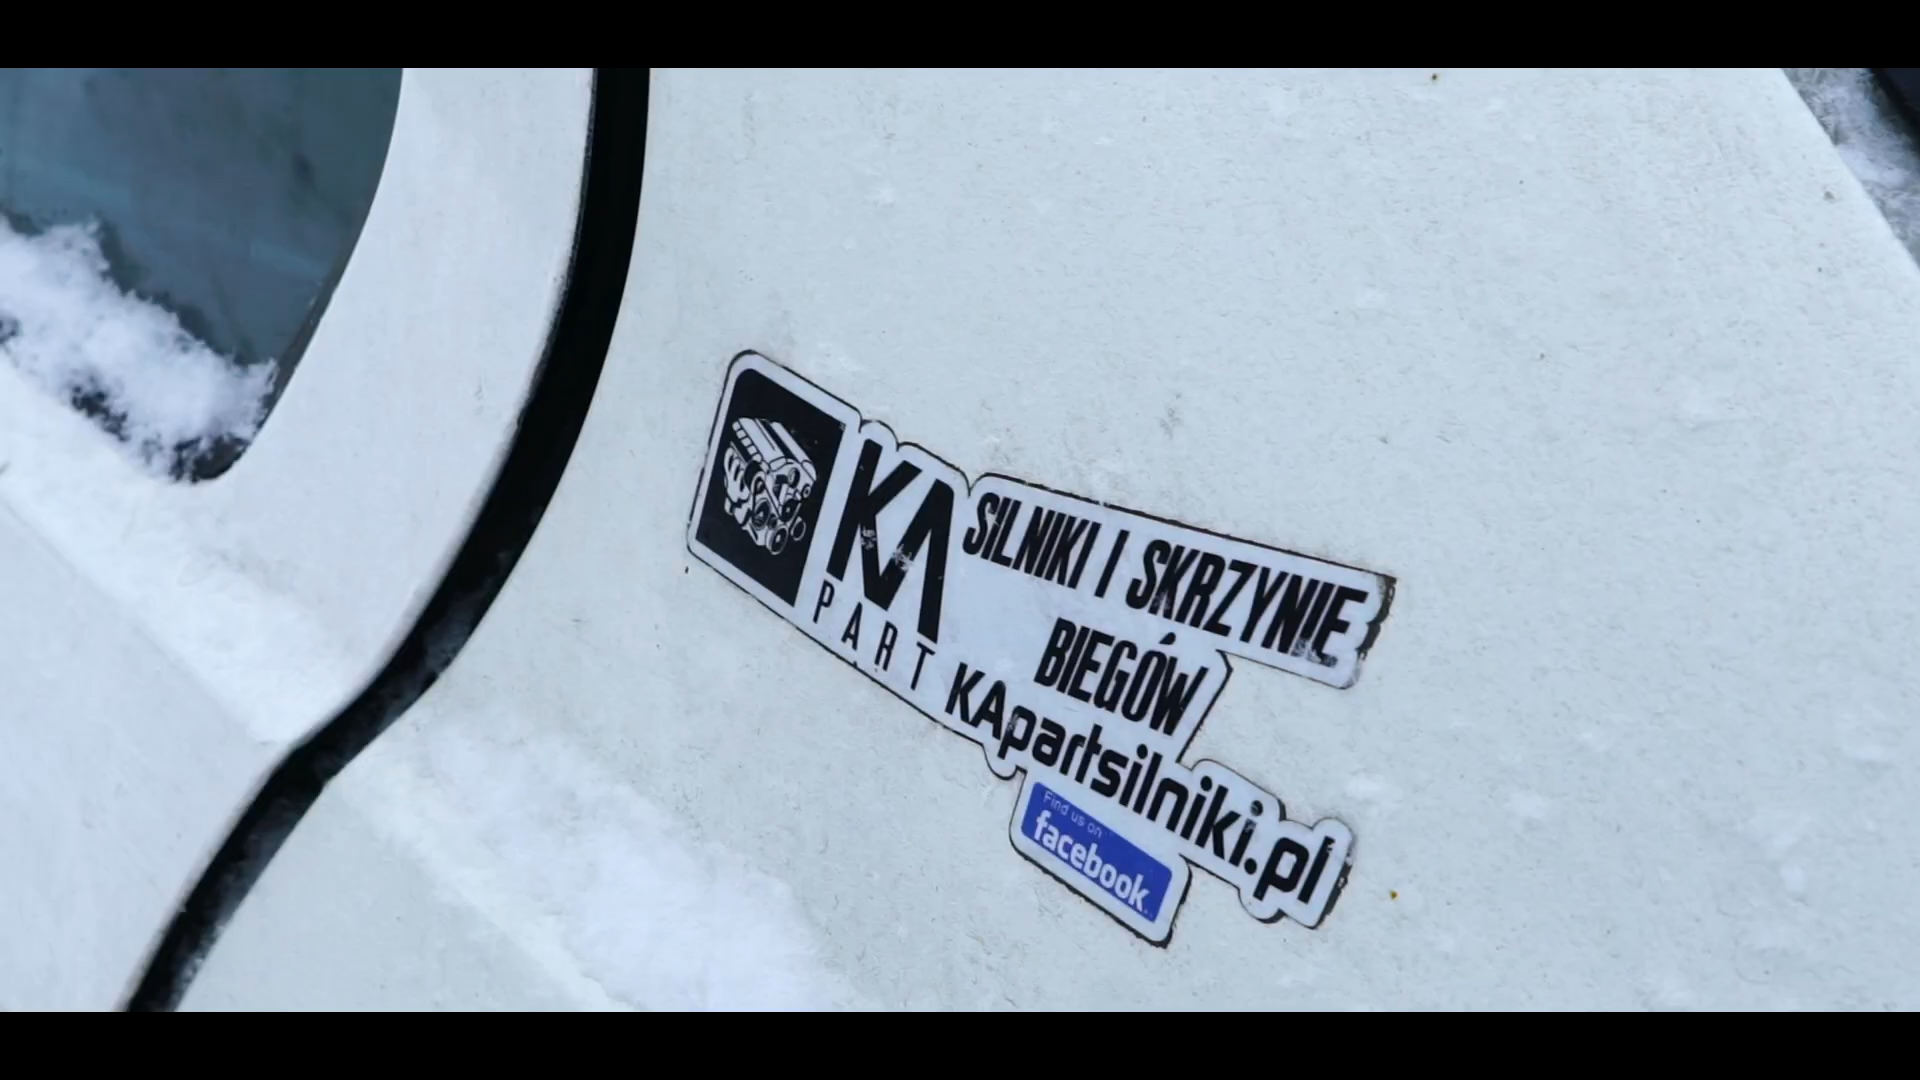 KA
PART
SILNIKI I SKRZYNIE
BIEGÓW
KApartsilniki.pl
Find us on
facebook